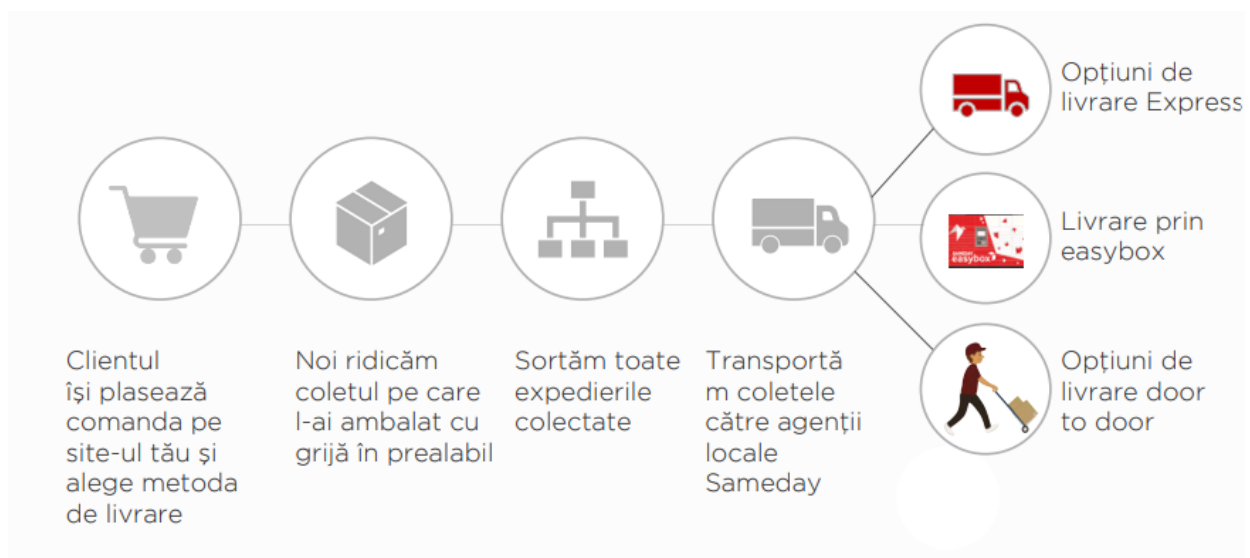 Opțiuni de
livrare Express
Livrare prin
easybox
Opțiuni de
livrare door
to door
easybox
Clientul
își plasează
comanda pe
site-ul tău și
alege metoda
de livrare
Noi ridicăm
coletul pe care
l-ai ambalat cu
grijă în prealabil
Sortăm toate
expedierile
colectate
Transportă
m coletele
către agenții
locale
Sameday